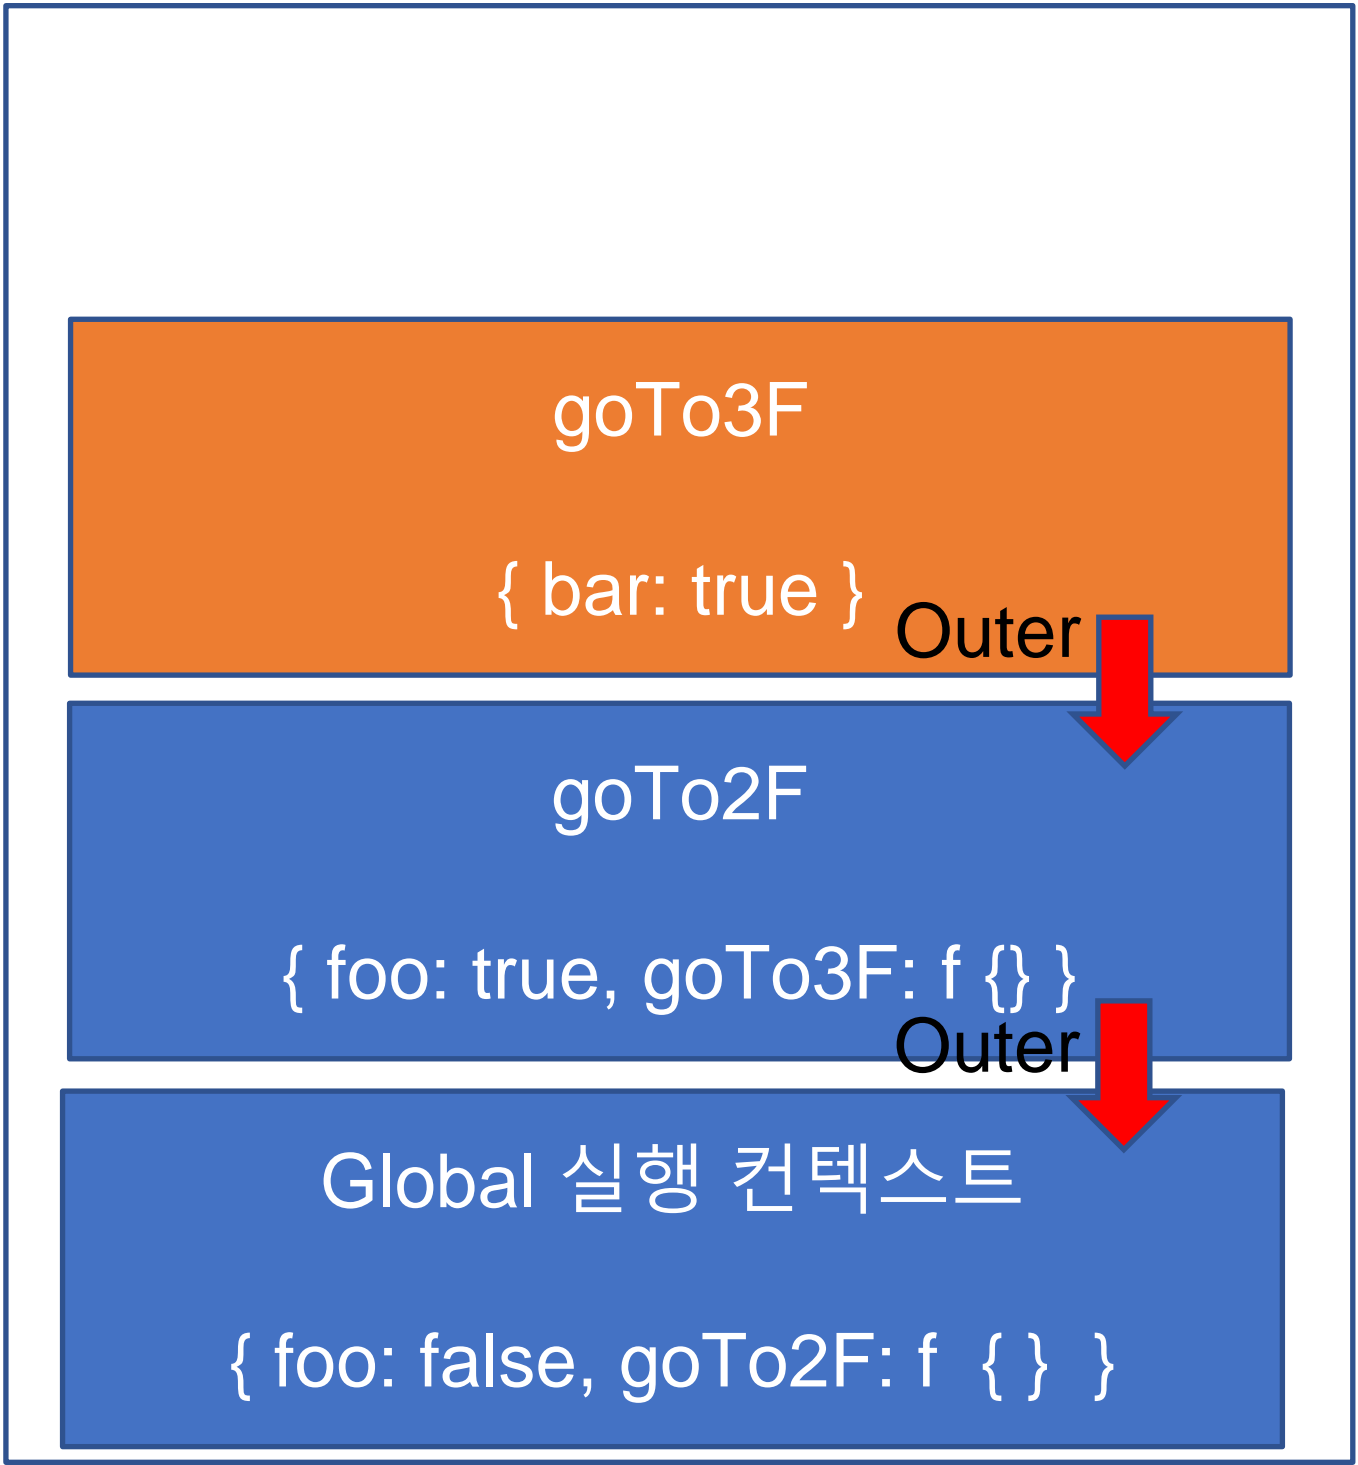 goTo3F
{ bar: true }
Outer
goTo2F
{ foo: true, goTo3F: f {} }
Outer
Global 실행 컨텍스트
{ foo: false, goTo2F: f { } }